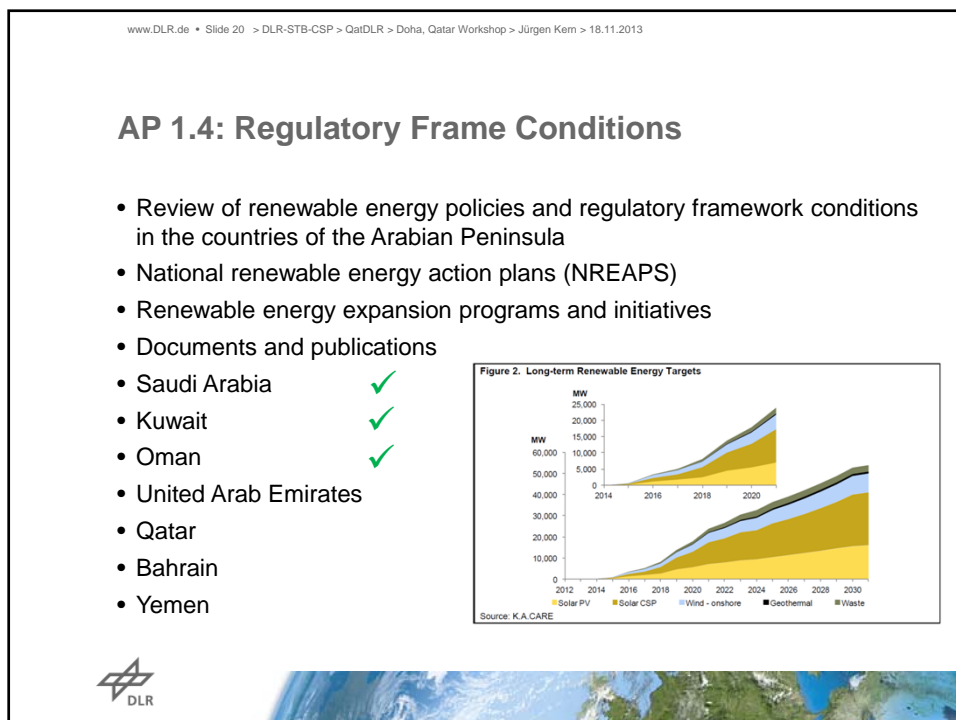 www.DLR.de • Slide 20 > DLR-STB-CSP > QatDLR > Doha, Qatar Workshop > Jürgen Kern > 18.11.2013
AP 1.4: Regulatory Frame Conditions
• Review of renewable energy policies and regulatory framework conditions
in the countries of the Arabian Peninsula
• National renewable energy action plans (NREAPS)
• Renewable energy expansion programs and initiatives
• Documents and publications
• Saudi Arabia ✓
• Kuwait ✓
• Oman ✓
• United Arab Emirates
• Qatar
• Bahrain
• Yemen
Figure 2. Long-term Renewable Energy Targets
MW
25,000
20,000
15,000
10,000
5,000
0
2014 2016 2018 2020
MW
60,000
50,000
40,000
30,000
20,000
10,000
0
2012 2014 2016 2018 2020 2022 2024 2026 2028 2030
Solar PV Solar CSP Wind - onshore Geothermal Waste
Source: K.A.CARE
DLR